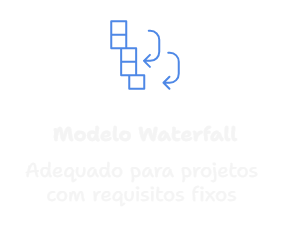 Modelo Waterfall
Adequado para projetos
com requisitos fixos